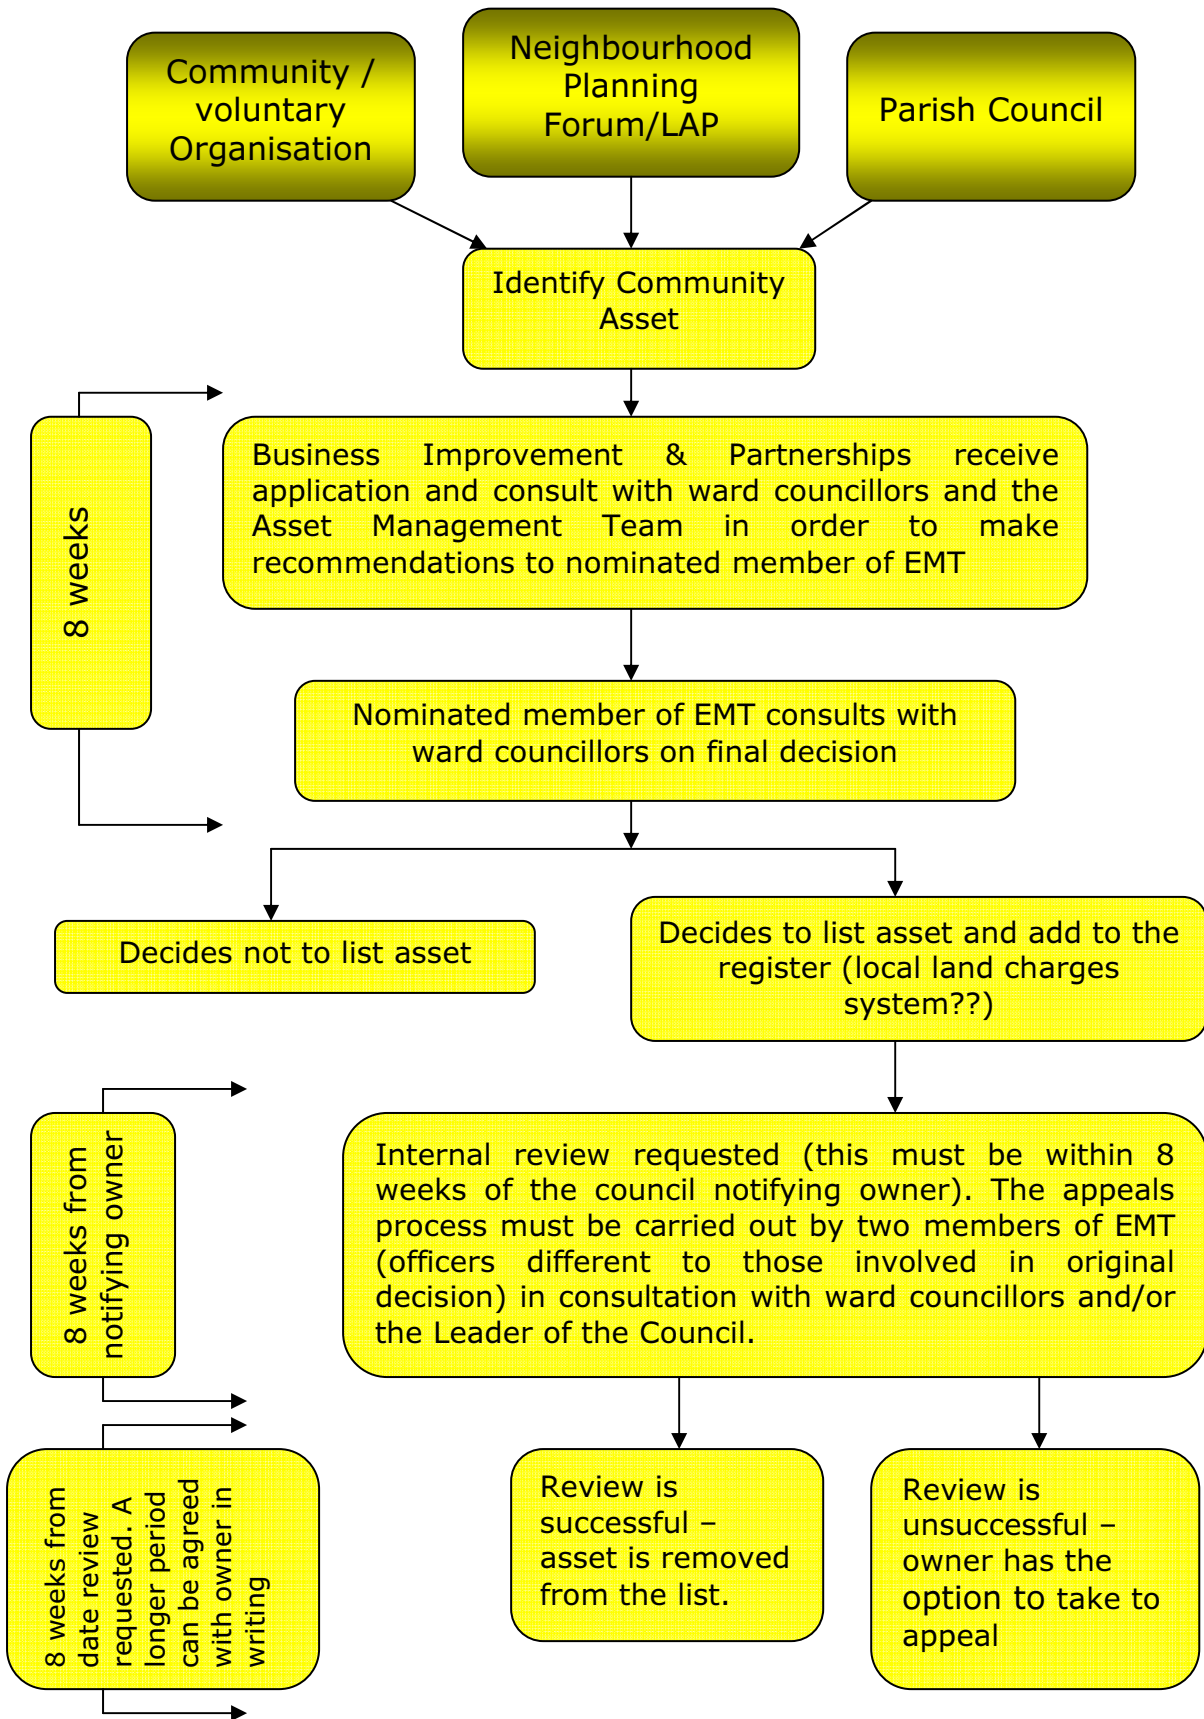 Community /
voluntary
Organisation
Neighbourhood
Planning
Forum/LAP
Parish Council
Identify Community
Asset
8 weeks
Business Improvement & Partnerships receive
application and consult with ward councillors and the
Asset Management Team in order to make
recommendations to nominated member of EMT
Nominated member of EMT consults with
ward councillors on final decision
Decides not to list asset
Decides to list asset and add to the
register (local land charges
system??)
8 weeks from
notifying owner
Internal review requested (this must be within 8
weeks of the council notifying owner). The appeals
process must be carried out by two members of EMT
(officers different to those involved in original
decision) in consultation with ward councillors and/or
the Leader of the Council.
8 weeks from
date review
requested. A
longer period
can be agreed
with owner in
writing
Review is
successful –
asset is removed
from the list.
Review is
unsuccessful –
owner has the
option to take to
appeal